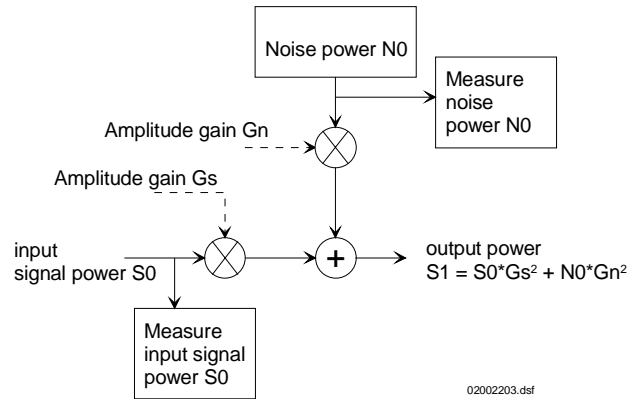 Noise power N0
Measure
noise
power N0
Amplitude gain Gn
Amplitude gain Gs
input
signal power S0
output power
S1 = S0*Gs² + N0*Gn²
+
Measure
input signal
power S0
02002203.dsf